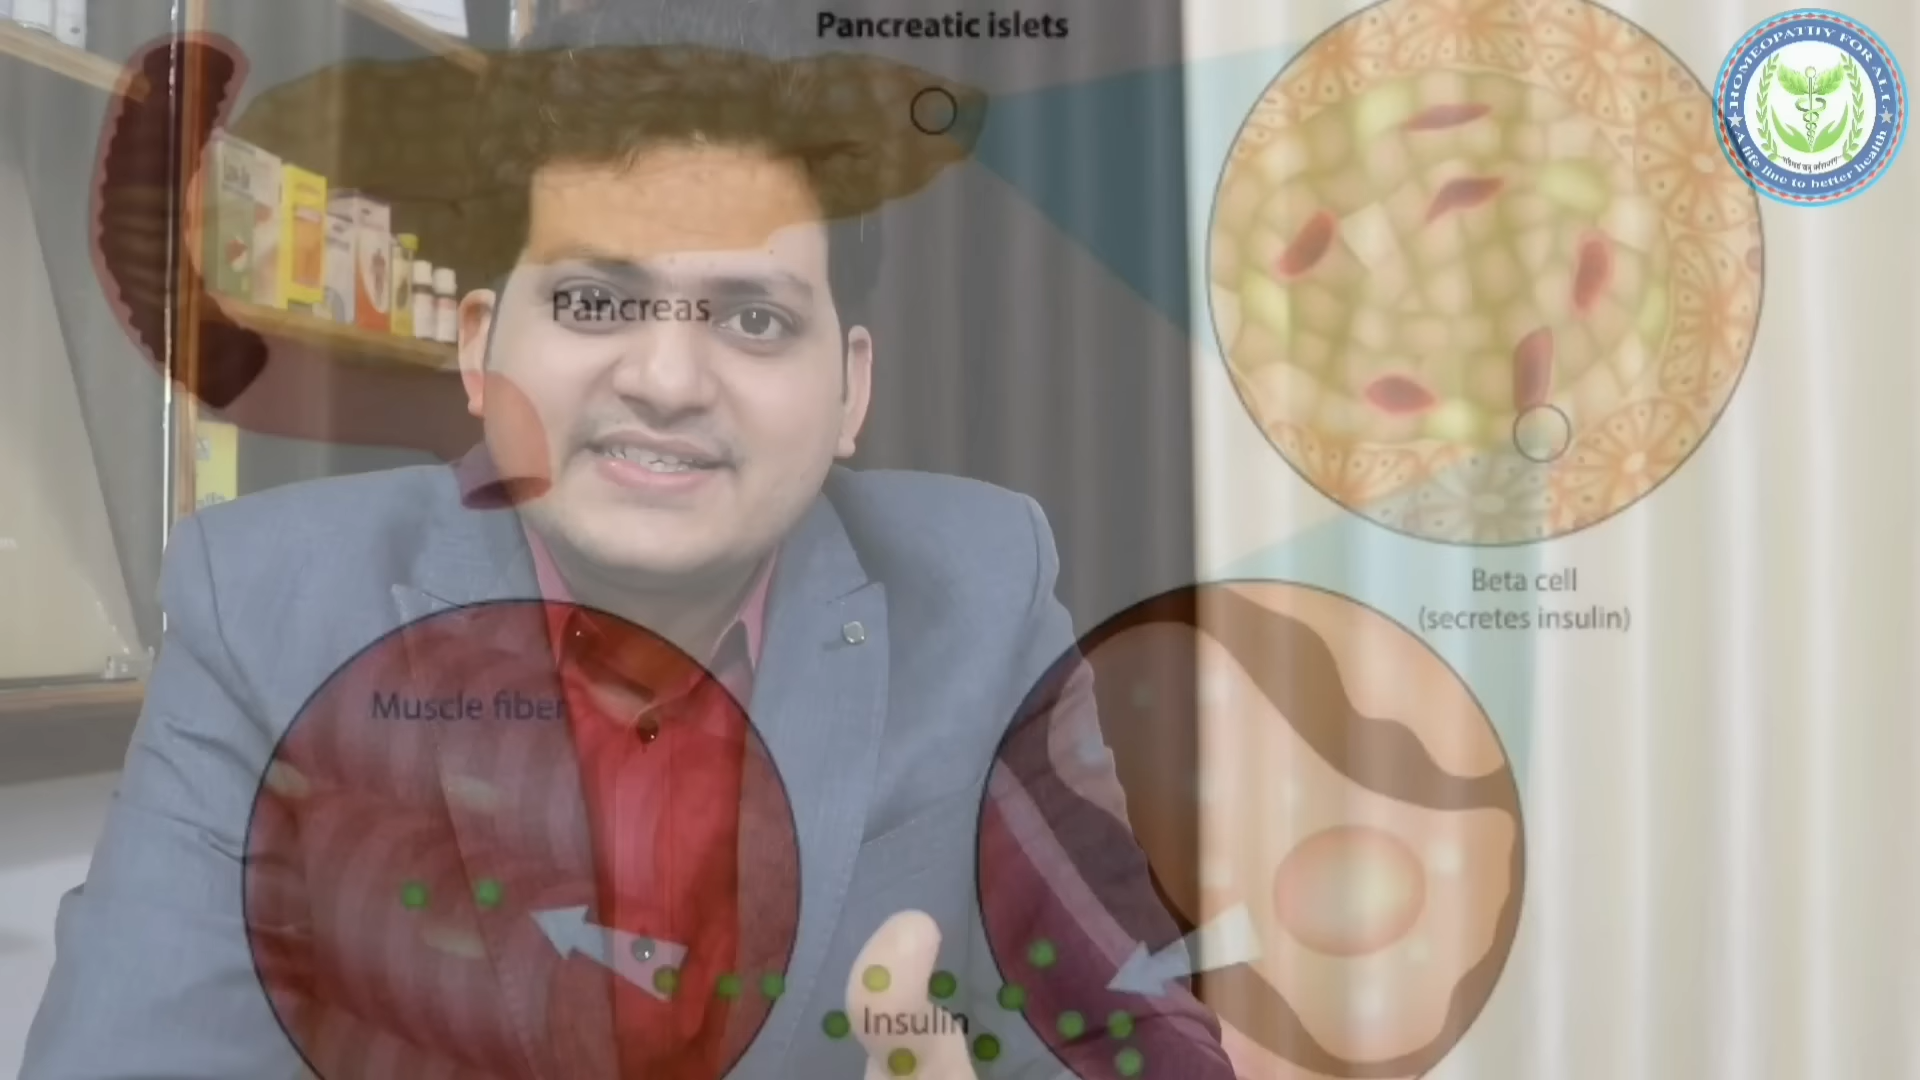 Pancreatic islets
HOMEOPATHY FOR ALL
A life line to better health
Pancreas
Beta cell
(secretes insulin)
Muscle fiber
Insulin